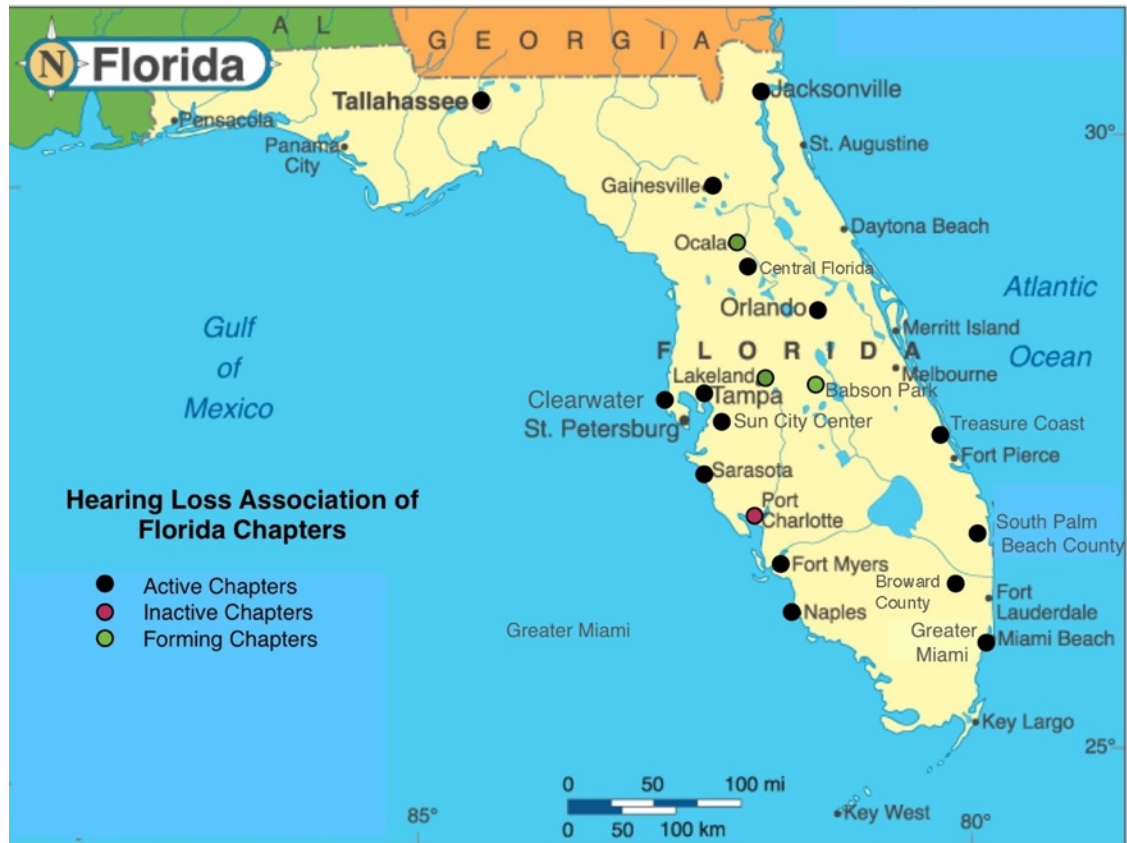 A L
GEORGIA
N Florida
Tallahassee
Jacksonville
Pensacola
30°
Panama
City
St. Augustine
Gainesville
Daytona Beach
Ocala
Central Florida
Atlantic
Ocean
Orlando
Gulf
of
Mexico
Merritt Island
FLORIDA
Melbourne
Lakeland
Babson Park
Tampa
Clearwater
St. Petersburg
Sun City Center
Treasure Coast
Fort Pierce
Sarasota
Hearing Loss Association of
Florida Chapters
Port
Charlotte
South Palm
Beach County
Active Chapters
Inactive Chapters
Forming Chapters
Fort Myers
Broward
County
Fort
Lauderdale
Naples
Greater Miami
Greater
Miami
Miami Beach
Key Largo
25°
0 50 100 mi
0 50 100 km
Key West
85°
80°